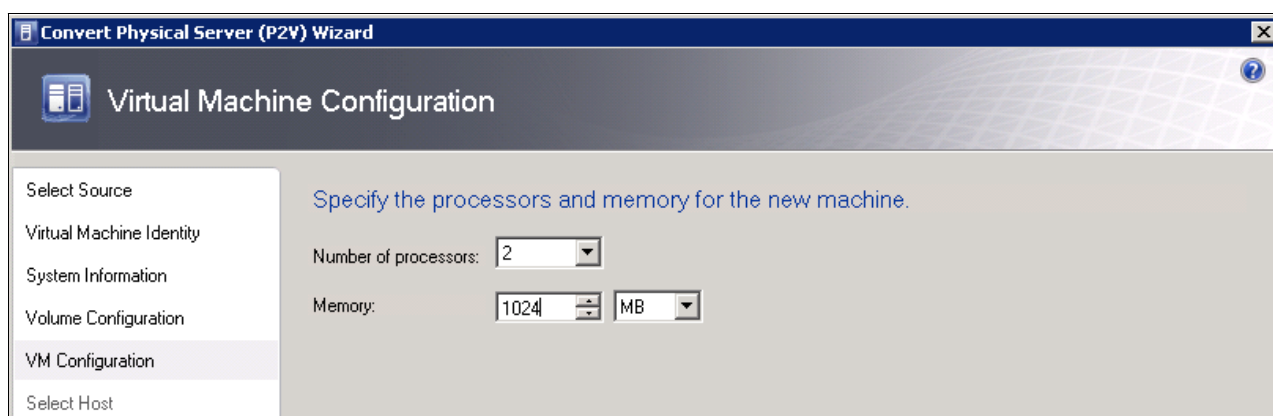 Convert Physical Server (P2V) Wizard
Virtual Machine Configuration
Select Source
Virtual Machine Identity
System Information
Volume Configuration
VM Configuration
Select Host
Specify the processors and memory for the new machine.
Number of processors: 2
Memory: 1024 MB